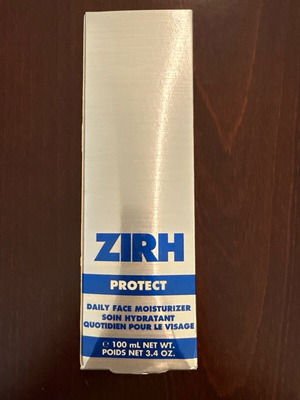 ZIRH
PROTECT
DAILY FACE MOISTURIZER
SOIN HYDRATANT
QUOTIDIEN POUR LE VISAGE
℮ 100 mL NET WT.
POIDS NET 3.4 OZ.